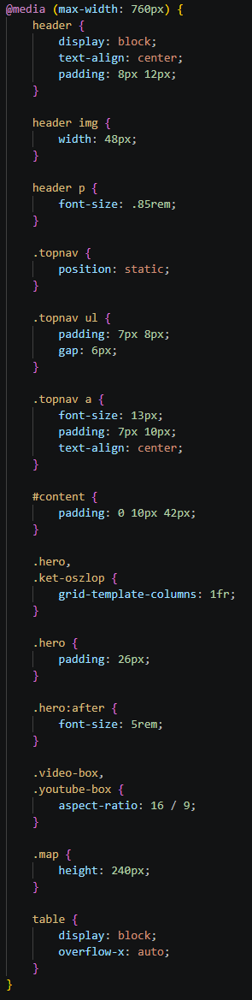 @media (max-width: 760px) {
    header {
        display: block;
        text-align: center;
        padding: 8px 12px;
    }

    header img {
        width: 48px;
    }

    header p {
        font-size: .85rem;
    }

    .topnav {
        position: static;
    }

    .topnav ul {
        padding: 7px 8px;
        gap: 6px;
    }

    .topnav a {
        font-size: 13px;
        padding: 7px 10px;
        text-align: center;
    }

    #content {
        padding: 0 10px 42px;
    }

    .hero,
    .ket-oszlop {
        grid-template-columns: 1fr;
    }

    .hero {
        padding: 26px;
    }

    .hero:after {
        font-size: 5rem;
    }

    .video-box,
    .youtube-box {
        aspect-ratio: 16 / 9;
    }

    .map {
        height: 240px;
    }

    table {
        display: block;
        overflow-x: auto;
    }
}